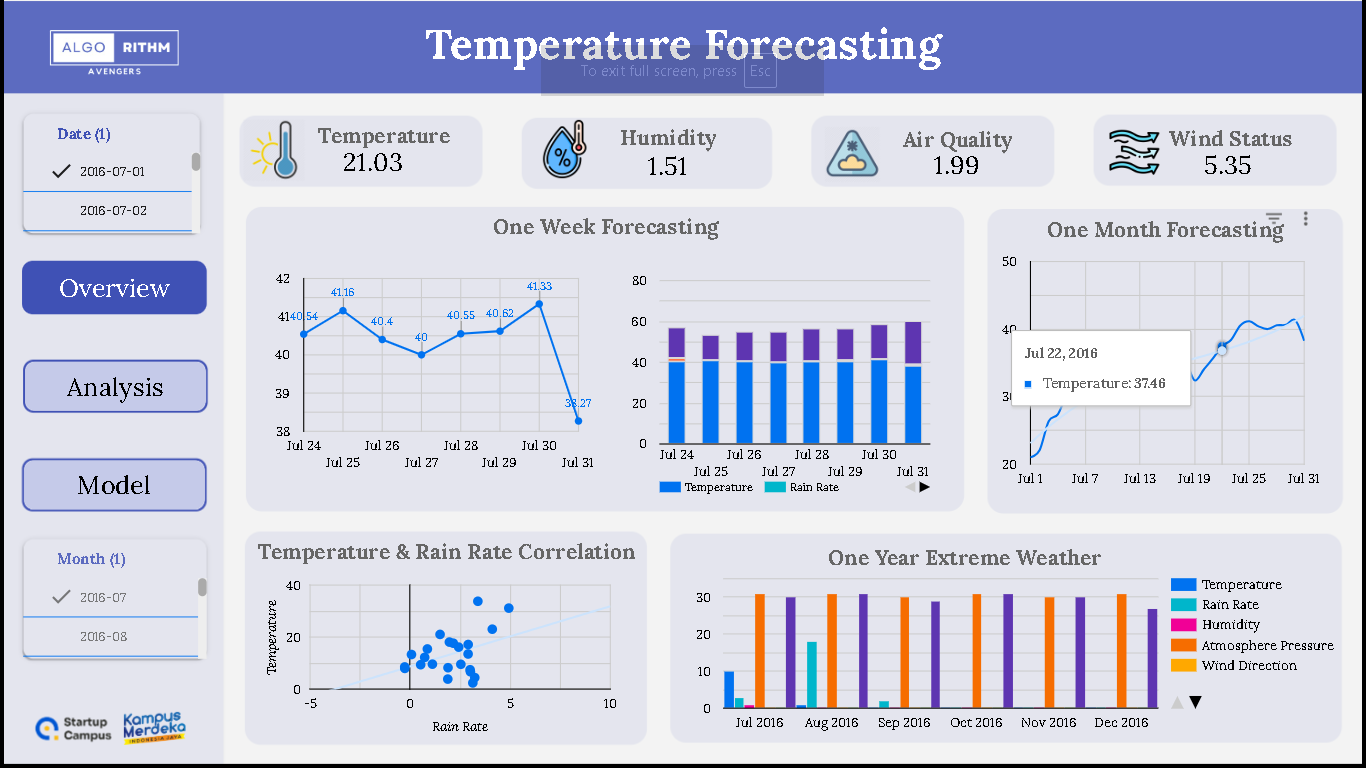 ALGO RITHM
AVENGERS
Temperature Forecasting
To exit full screen, press Esc
Date (1)
2016-07-01
2016-07-02
Overview
Analysis
Model
Month (1)
2016-07
2016-08
Startup Campus
Kampus Merdeka
INDONESIA JAYA
Temperature
21.03
Humidity
1.51
Air Quality
1.99
Wind Status
5.35
One Week Forecasting
42
41
40
39
38
40.54
41.16
40.4
40
40.55
40.62
41.33
38.27
Jul 24 Jul 26 Jul 28 Jul 30
Jul 25 Jul 27 Jul 29 Jul 31
80
60
40
20
0
Jul 24 Jul 26 Jul 28 Jul 30
Jul 25 Jul 27 Jul 29 Jul 31
Temperature Rain Rate
One Month Forecasting
50
40
20
Jul 22, 2016
Temperature: 37.46
Jul 1 Jul 7 Jul 13 Jul 19 Jul 25 Jul 31
Temperature & Rain Rate Correlation
Temperature
40
20
0
-5 0 5 10
Rain Rate
One Year Extreme Weather
30
20
10
0
Jul 2016 Aug 2016 Sep 2016 Oct 2016 Nov 2016 Dec 2016
Temperature
Rain Rate
Humidity
Atmosphere Pressure
Wind Direction